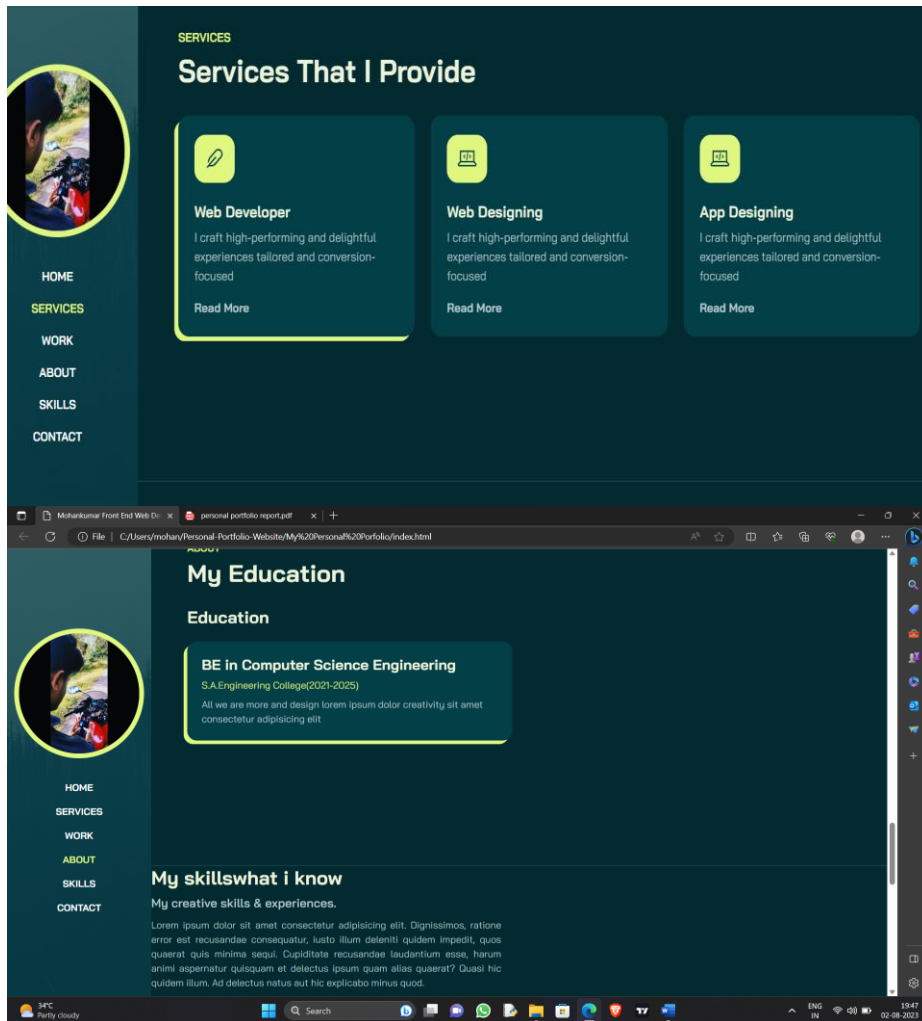 SERVICES
Services That I Provide
Web Developer
I craft high-performing and delightful
experiences tailored and conversion-
focused
Read More
Web Designing
I craft high-performing and delightful
experiences tailored and conversion-
focused
Read More
App Designing
I craft high-performing and delightful
experiences tailored and conversion-
focused
Read More
HOME
SERVICES
WORK
ABOUT
SKILLS
CONTACT
Mohankumar Front End Web De
personal portfolio report.pdf
File C:/Users/mohan/Personal-Portfolio-Website/My%20Personal%20Porfolio/index.html
ABOUT
My Education
Education
BE in Computer Science Engineering
S.A.Engineering College(2021-2025)
All we are more and design lorem ipsum dolor creativity sit amet
consectetur adipisicing elit
HOME
SERVICES
WORK
ABOUT
SKILLS
CONTACT
My skillswhat i know
My creative skills & experiences.
Lorem ipsum dolor sit amet consectetur adipisicing elit. Dignissimos, ratione
error est recusandae consequatur, iusto illum deleniti quidem impedit, quos
quaerat quis minima sequi. Cupiditate recusandae laudantium esse, harum
animi aspernatur quisquam et delectus ipsum quam alias quaerat? Quasi hic
quidem illum. Ad delectus natus aut hic explicabo minus quod.
34°C
Partly cloudy
Search
ENG
IN
19:47
02-08-2023